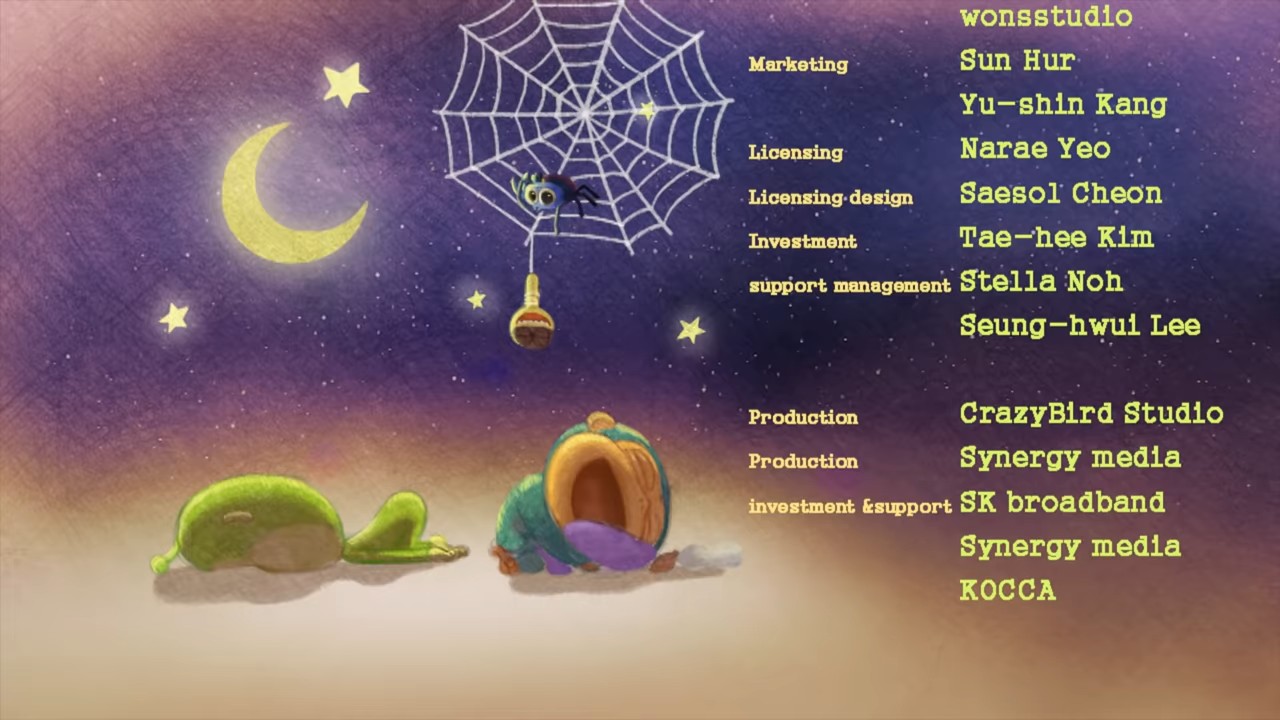 wonsstudio
Marketing Sun Hur
Yu-shin Kang
Licensing Narae Yeo
Licensing design Saesol Cheon
Investment Tae-hee Kim
support management Stella Noh
Seung-hwui Lee
Production CrazyBird Studio
Production Synergy media
investment &support SK broadband
Synergy media
KOCCA